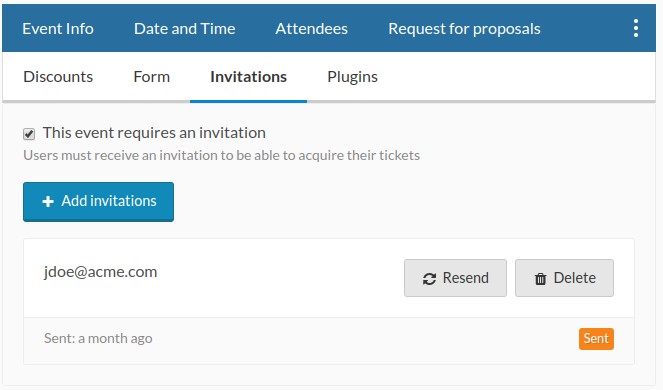 Event Info Date and Time Attendees Request for proposals
Discounts Form Invitations Plugins
This event requires an invitation
Users must receive an invitation to be able to acquire their tickets
Add invitations
jdoe@acme.com Resend Delete
Sent: a month ago Sent